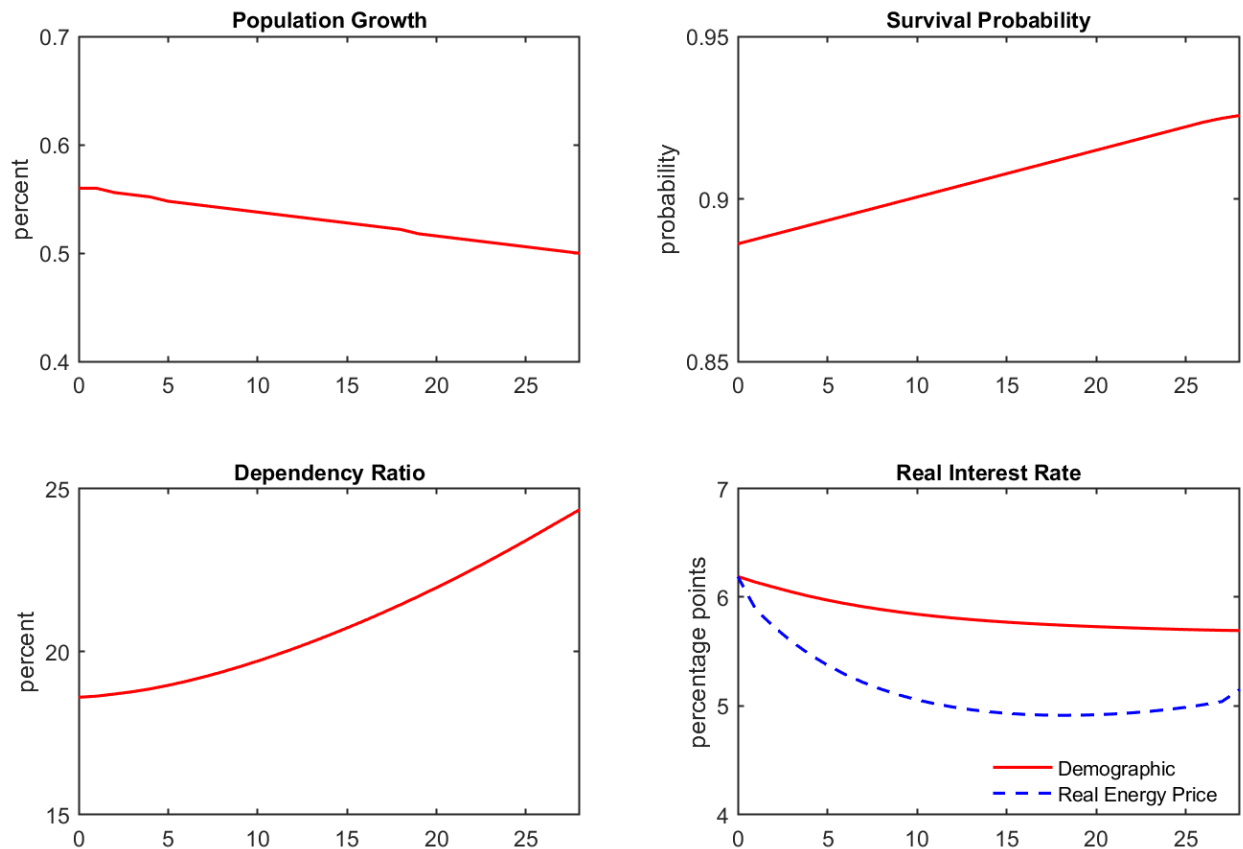 Population Growth
percent
0.7
0.6
0.5
0.4
0 5 10 15 20 25
Survival Probability
probability
0.95
0.9
0.85
0 5 10 15 20 25
Dependency Ratio
percent
25
20
15
0 5 10 15 20 25
Real Interest Rate
percentage points
7
6
5
4
Demographic
Real Energy Price
0 5 10 15 20 25